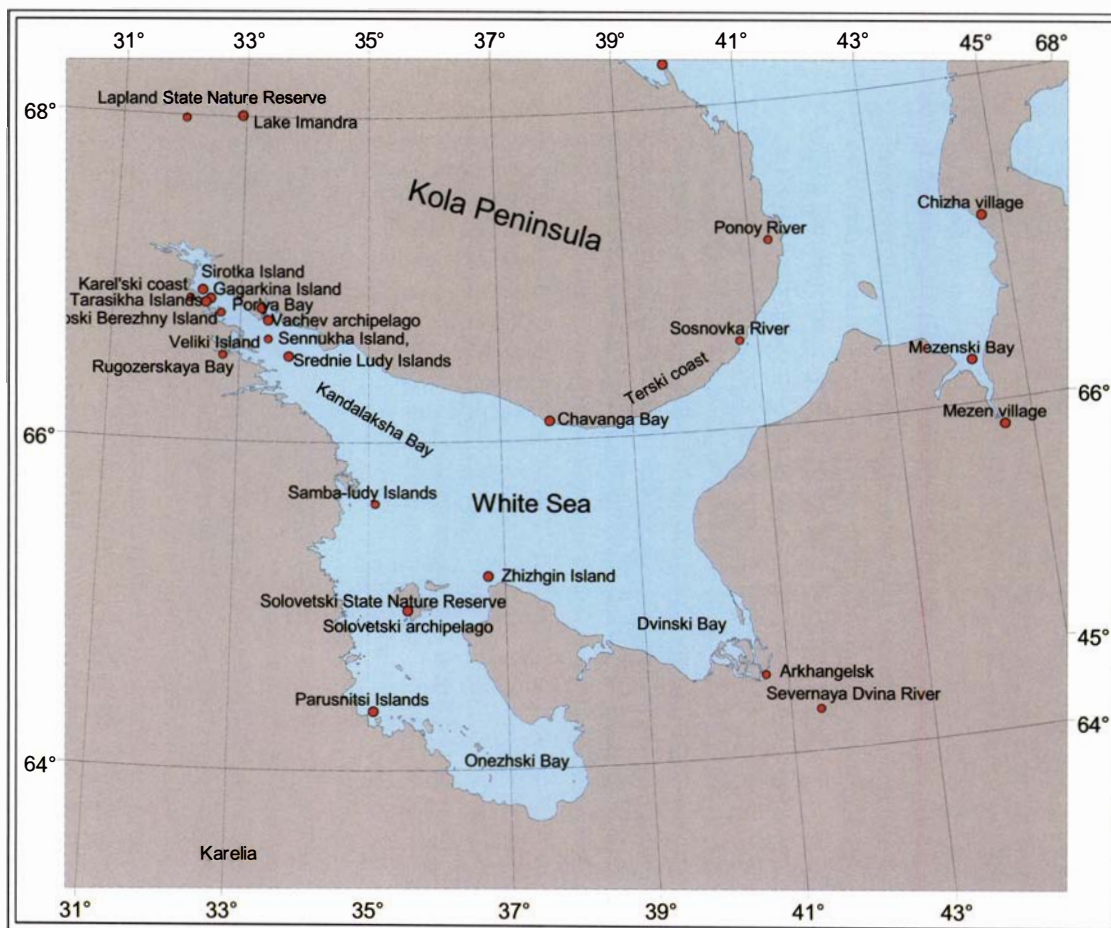 31° 33° 35° 37° 39° 41° 43° 45° 68°
68°
Lapland State Nature Reserve
Lake Imandra
Kola Peninsula
Chizha village
Ponoy River
Sirotka Island
Karel'ski coast
Gagarkina Island
Tarasikha Islands
Porlya Bay
oski Berezhny Island
Vachev archipelago
Veliki Island
Sennukha Island,
Sosnovka River
Mezenski Bay
Rugozerskaya Bay
Srednie Ludy Islands
Terski coast
Kandalaksha Bay
Chavanga Bay
Mezen village
66°
66°
Samba-ludy Islands
White Sea
Zhizhgin Island
Solovetski State Nature Reserve
Solovetski archipelago
Dvinski Bay
45°
Arkhangelsk
Severnaya Dvina River
Parusnitsi Islands
64°
64°
Onezhski Bay
Karelia
31° 33° 35° 37° 39° 41° 43°